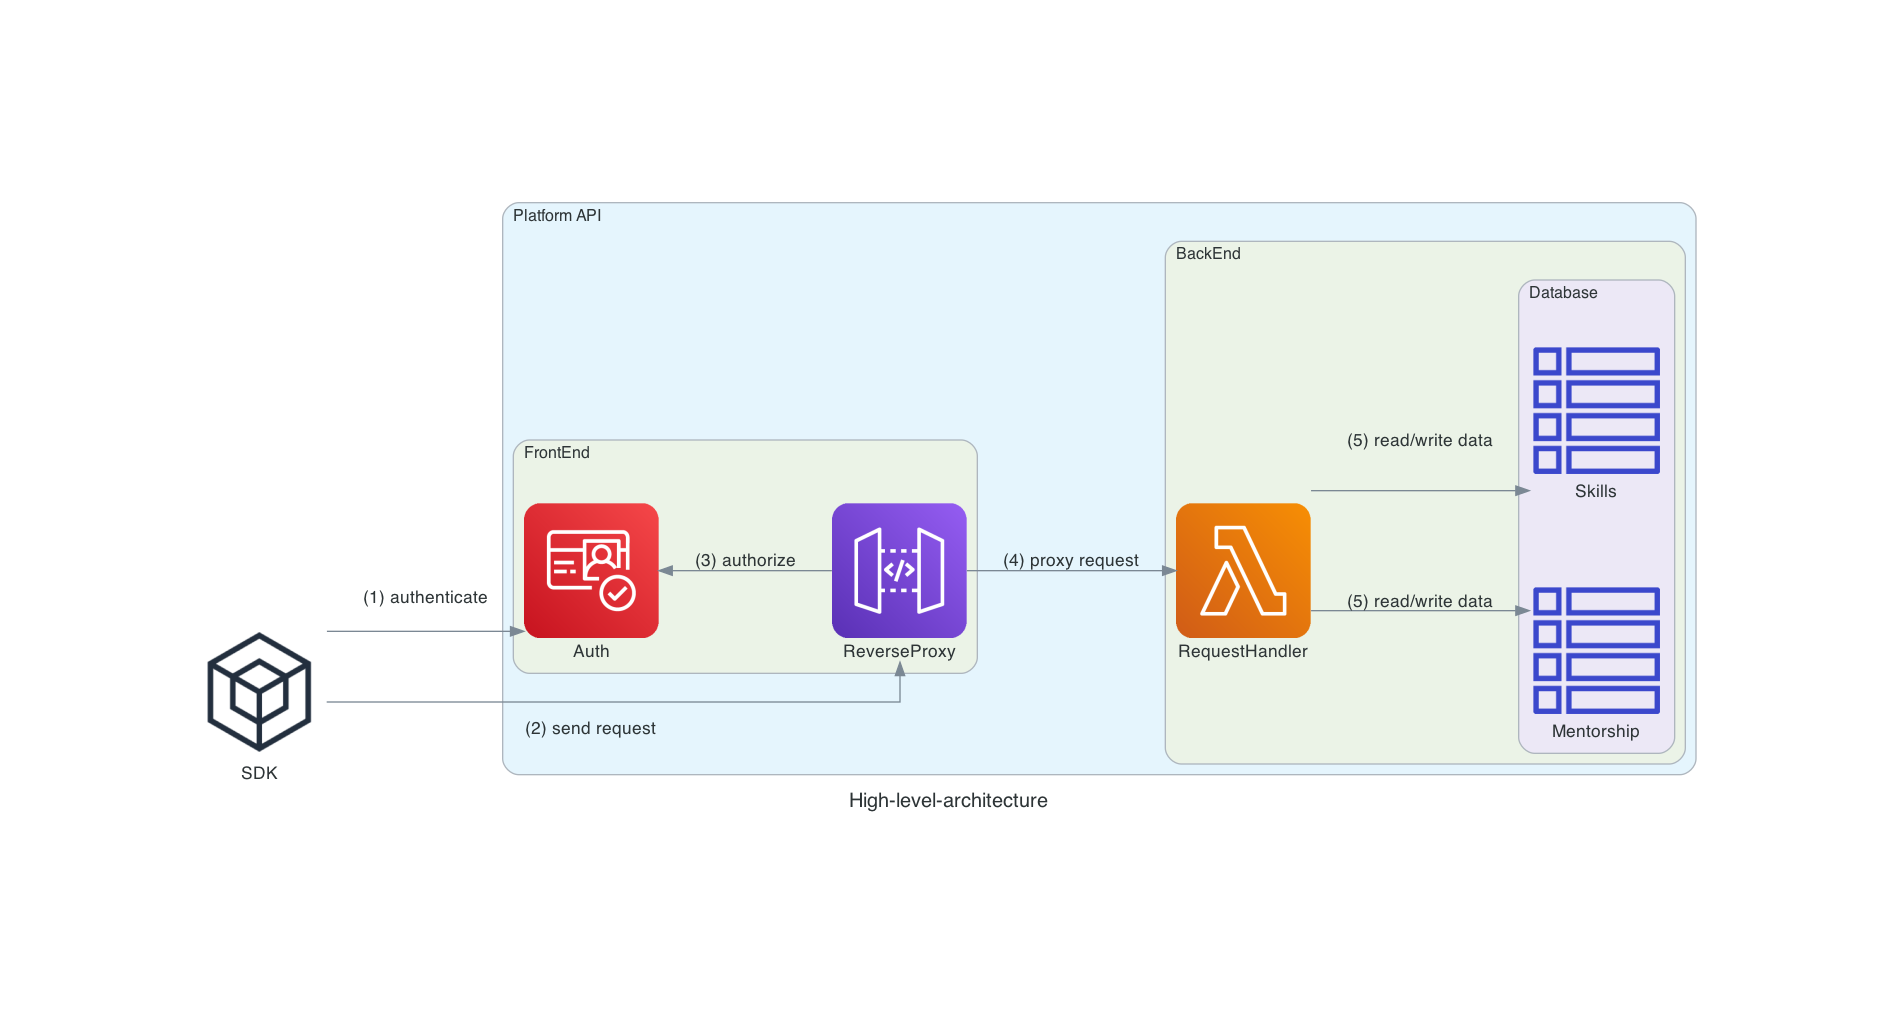 Platform API
BackEnd
Database
(5) read/write data
FrontEnd
Skills
(3) authorize
(4) proxy request
(1) authenticate
(5) read/write data
Auth
ReverseProxy
RequestHandler
(2) send request
Mentorship
SDK
High-level-architecture